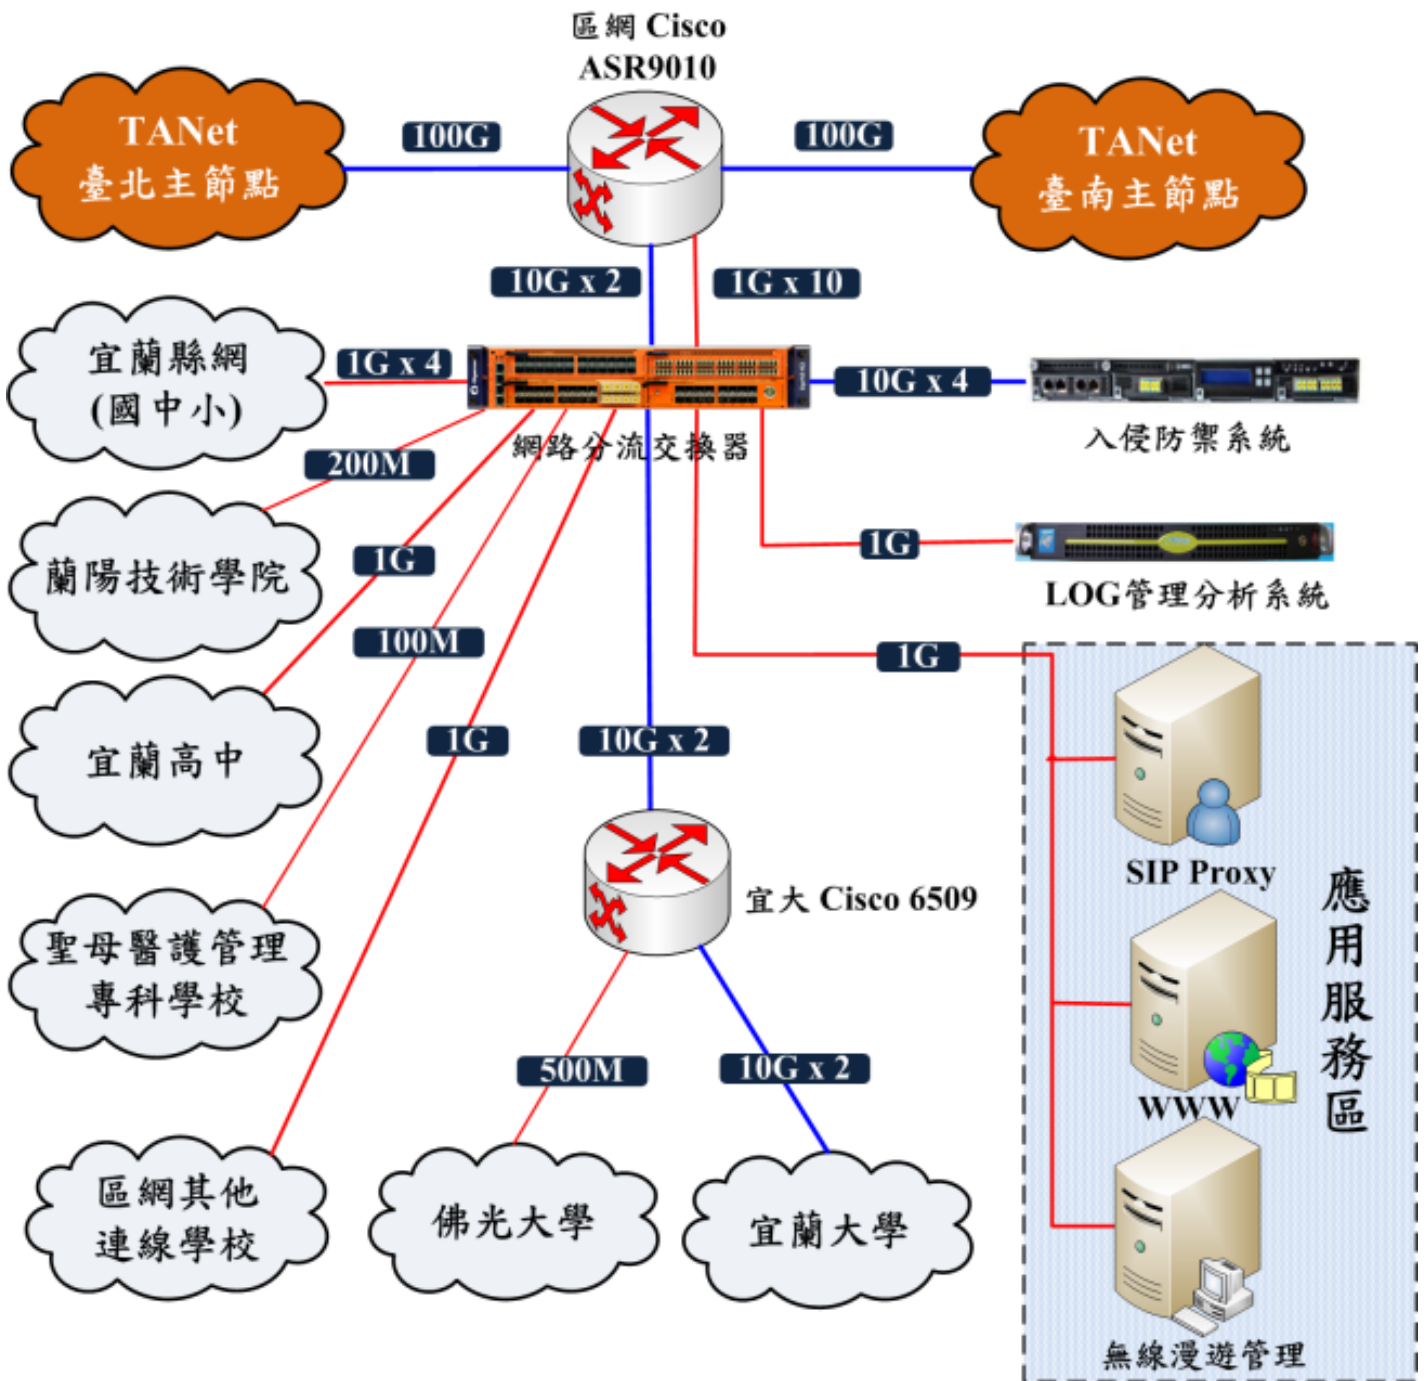 區網 Cisco
ASR9010
TANet
臺北主節點
100G
100G
TANet
臺南主節點
10G x 2
1G x 10
宜蘭縣網
(國中小)
1G x 4
10G x 4
網路分流交換器
入侵防禦系統
200M
蘭陽技術學院
1G
1G
LOG管理分析系統
100M
1G
宜蘭高中
1G
10G x 2
SIP Proxy
宜大 Cisco 6509
聖母醫護管理
專科學校
應用服務區
WWW
500M
10G x 2
區網其他
連線學校
佛光大學
宜蘭大學
無線漫遊管理